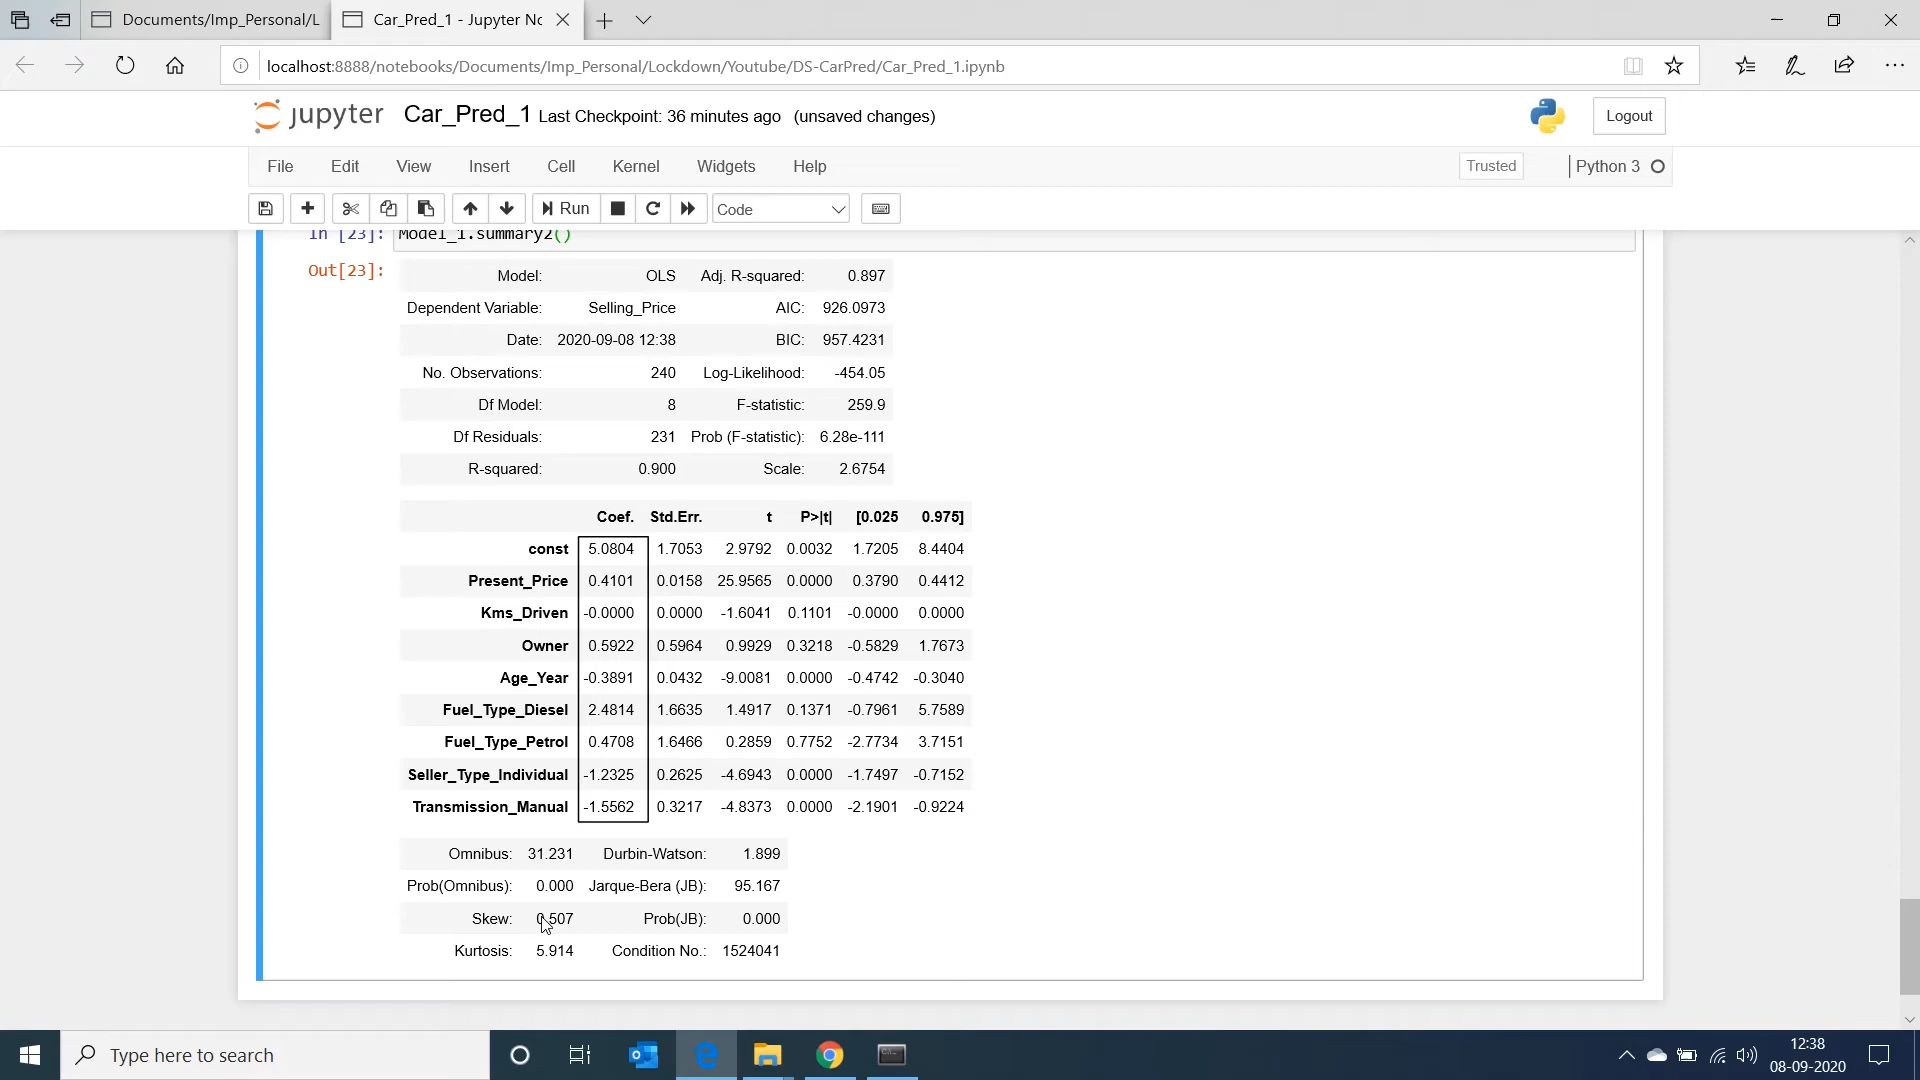 Documents/Imp_Personal/L
Car_Pred_1 - Jupyter Nc
localhost:8888/notebooks/Documents/Imp_Personal/Lockdown/Youtube/DS-CarPred/Car_Pred_1.ipynb
jupyter Car_Pred_1 Last Checkpoint: 36 minutes ago (unsaved changes)
Logout
File Edit View Insert Cell Kernel Widgets Help
Trusted Python 3
Run Code
In [23]: Model_1.summary2()
Out[23]:
Model: OLS Adj. R-squared: 0.897
Dependent Variable: Selling_Price AIC: 926.0973
Date: 2020-09-08 12:38 BIC: 957.4231
No. Observations: 240 Log-Likelihood: -454.05
Df Model: 8 F-statistic: 259.9
Df Residuals: 231 Prob (F-statistic): 6.28e-111
R-squared: 0.900 Scale: 2.6754
Coef. Std.Err. t P>|t| [0.025 0.975]
const 5.0804 1.7053 2.9792 0.0032 1.7205 8.4404
Present_Price 0.4101 0.0158 25.9565 0.0000 0.3790 0.4412
Kms_Driven -0.0000 0.0000 -1.6041 0.1101 -0.0000 0.0000
Owner 0.5922 0.5964 0.9929 0.3218 -0.5829 1.7673
Age_Year -0.3891 0.0432 -9.0081 0.0000 -0.4742 -0.3040
Fuel_Type_Diesel 2.4814 1.6635 1.4917 0.1371 -0.7961 5.7589
Fuel_Type_Petrol 0.4708 1.6466 0.2859 0.7752 -2.7734 3.7151
Seller_Type_Individual -1.2325 0.2625 -4.6943 0.0000 -1.7497 -0.7152
Transmission_Manual -1.5562 0.3217 -4.8373 0.0000 -2.1901 -0.9224
Omnibus: 31.231 Durbin-Watson: 1.899
Prob(Omnibus): 0.000 Jarque-Bera (JB): 95.167
Skew: 0.507 Prob(JB): 0.000
Kurtosis: 5.914 Condition No.: 1524041
Type here to search
12:38
08-09-2020